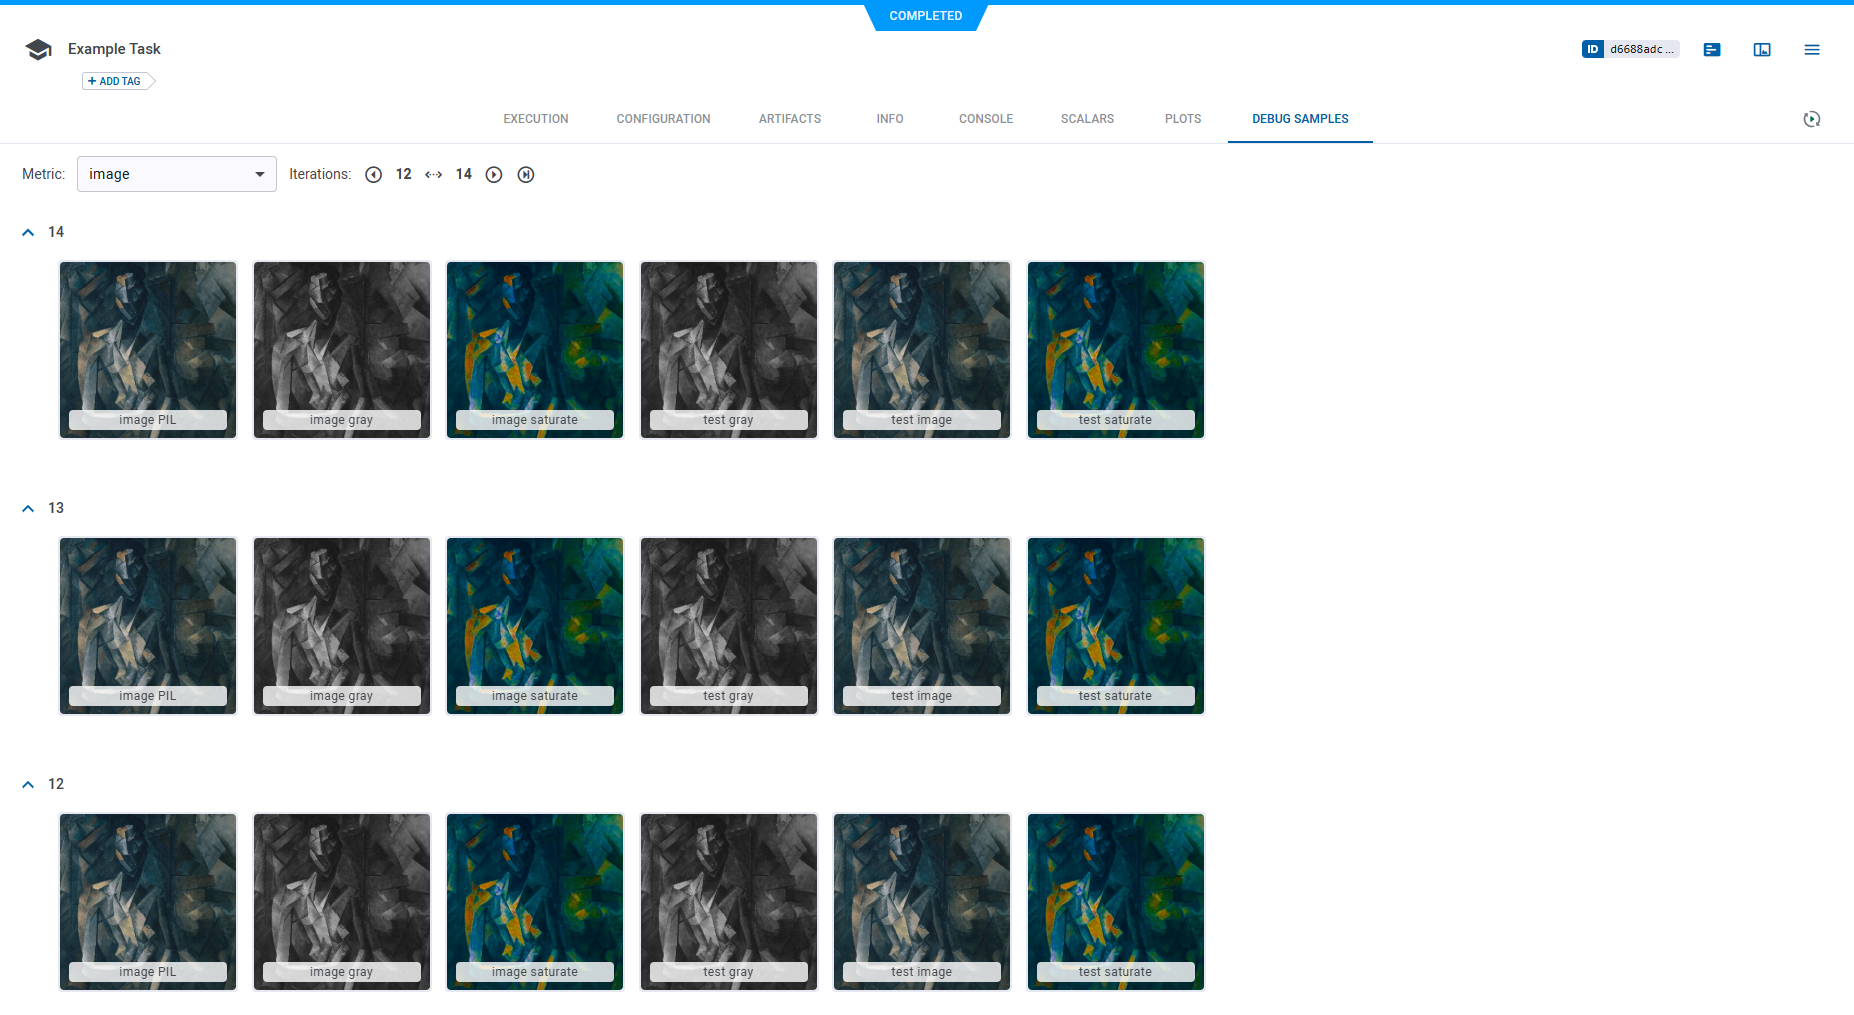 COMPLETED
Example Task
ID d6688adc ...
+ ADD TAG
EXECUTION CONFIGURATION ARTIFACTS INFO CONSOLE SCALARS PLOTS DEBUG SAMPLES
Metric: image Iterations: 12 14
14
image PIL image gray image saturate test gray test image test saturate
13
image PIL image gray image saturate test gray test image test saturate
12
image PIL image gray image saturate test gray test image test saturate